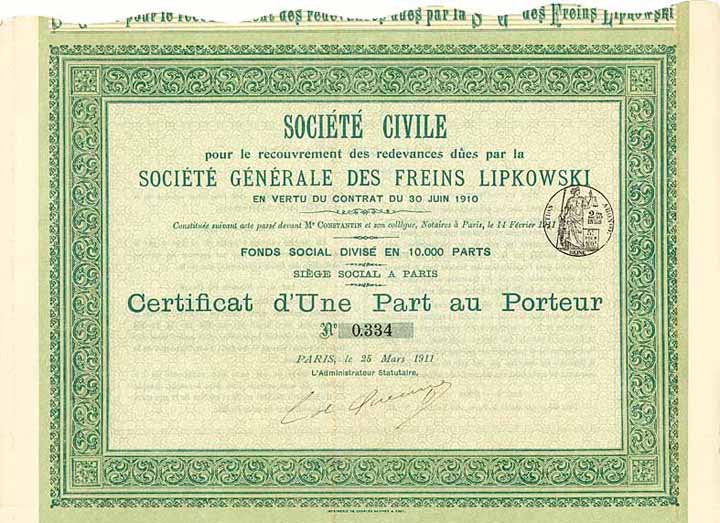 pour le recouvrement des redevances dûes par la S des Freins Lipkowski
SOCIÉTÉ CIVILE
pour le recouvrement des redevances dûes par la
SOCIÉTÉ GÉNÉRALE DES FREINS LIPKOWSKI
EN VERTU DU CONTRAT DU 30 JUIN 1910
Constituée suivant acte passé devant Me CONSTANTIN et son collègue, Notaires à Paris, le 14 Février 1911
FONDS SOCIAL DIVISÉ EN 10.000 PARTS
SIÈGE SOCIAL A PARIS
Certificat d'Une Part au Porteur
No 0.334
PARIS, le 25 Mars 1911
L'Administrateur Statutaire,